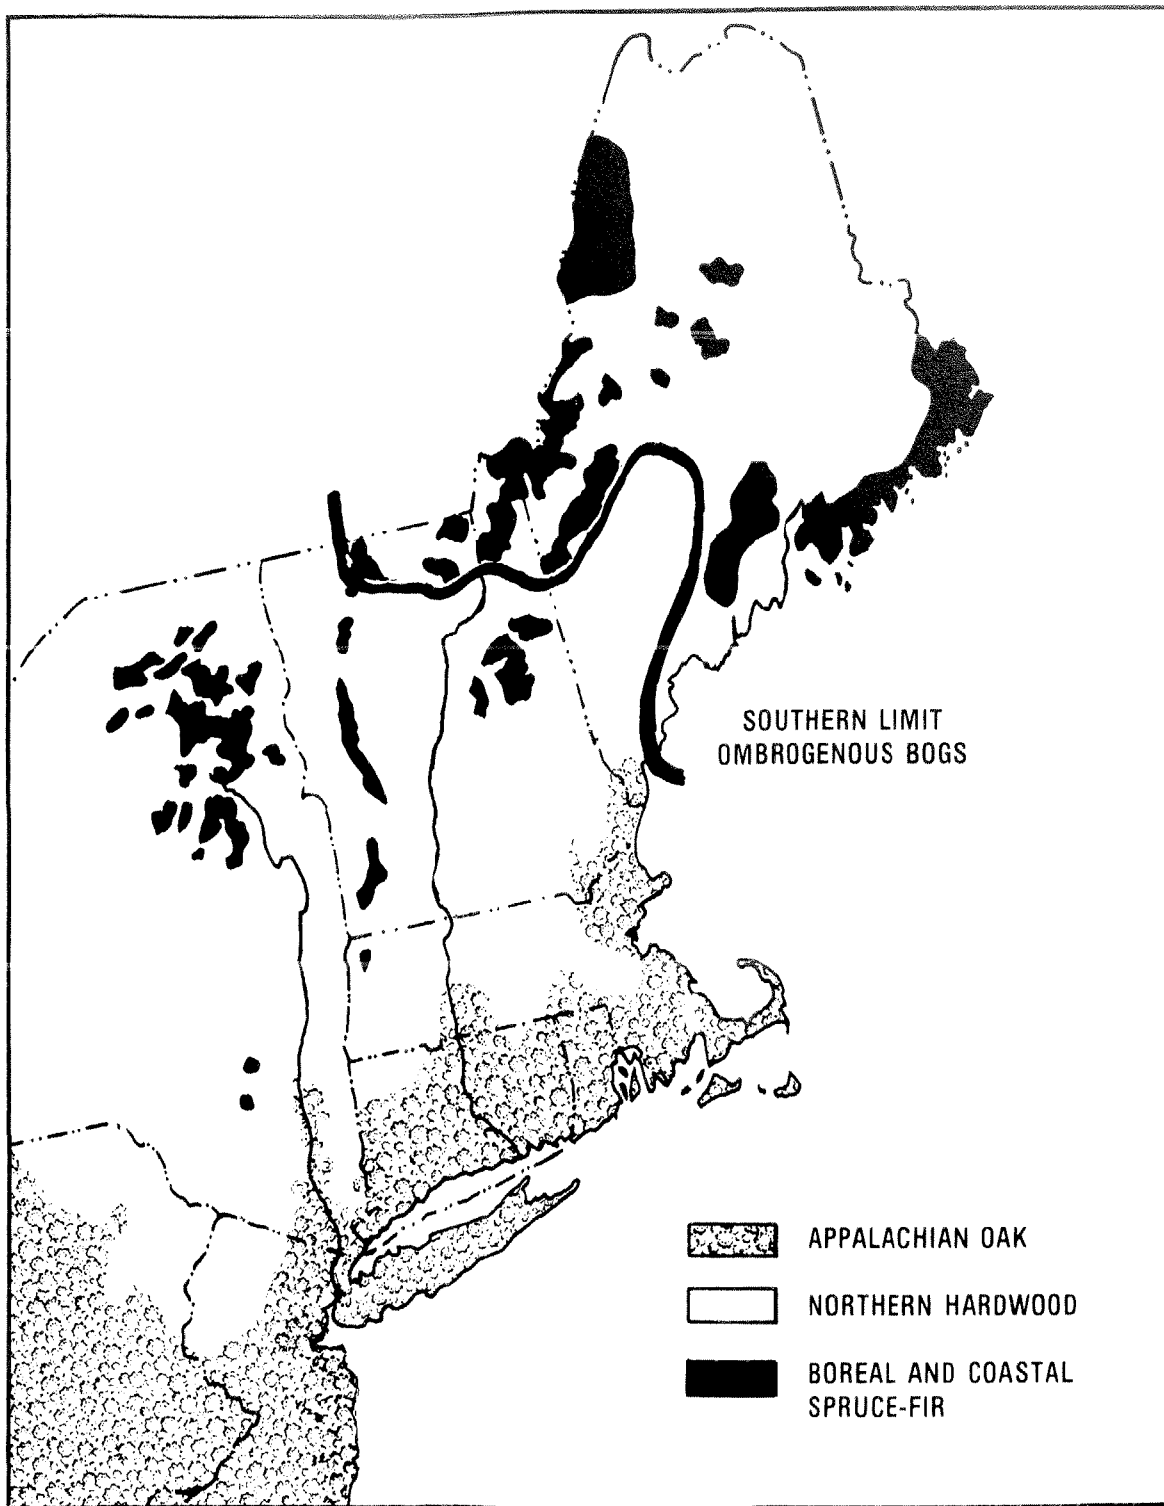 SOUTHERN LIMIT
OMBROGENOUS BOGS
APPALACHIAN OAK
NORTHERN HARDWOOD
BOREAL AND COASTAL
SPRUCE-FIR